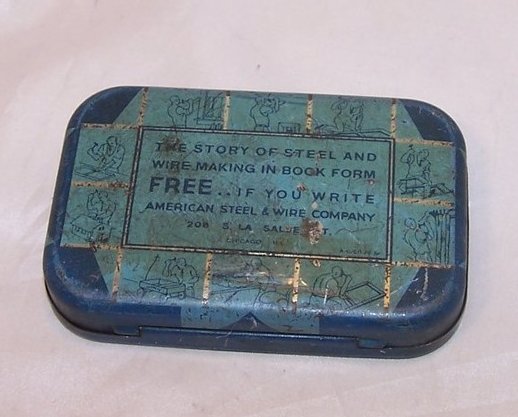 THE STORY OF STEEL AND
WIRE MAKING IN BOOK FORM
FREE.. IF YOU WRITE
AMERICAN STEEL & WIRE COMPANY
208 S. LA SALLE ST.
CHICAGO ILL.